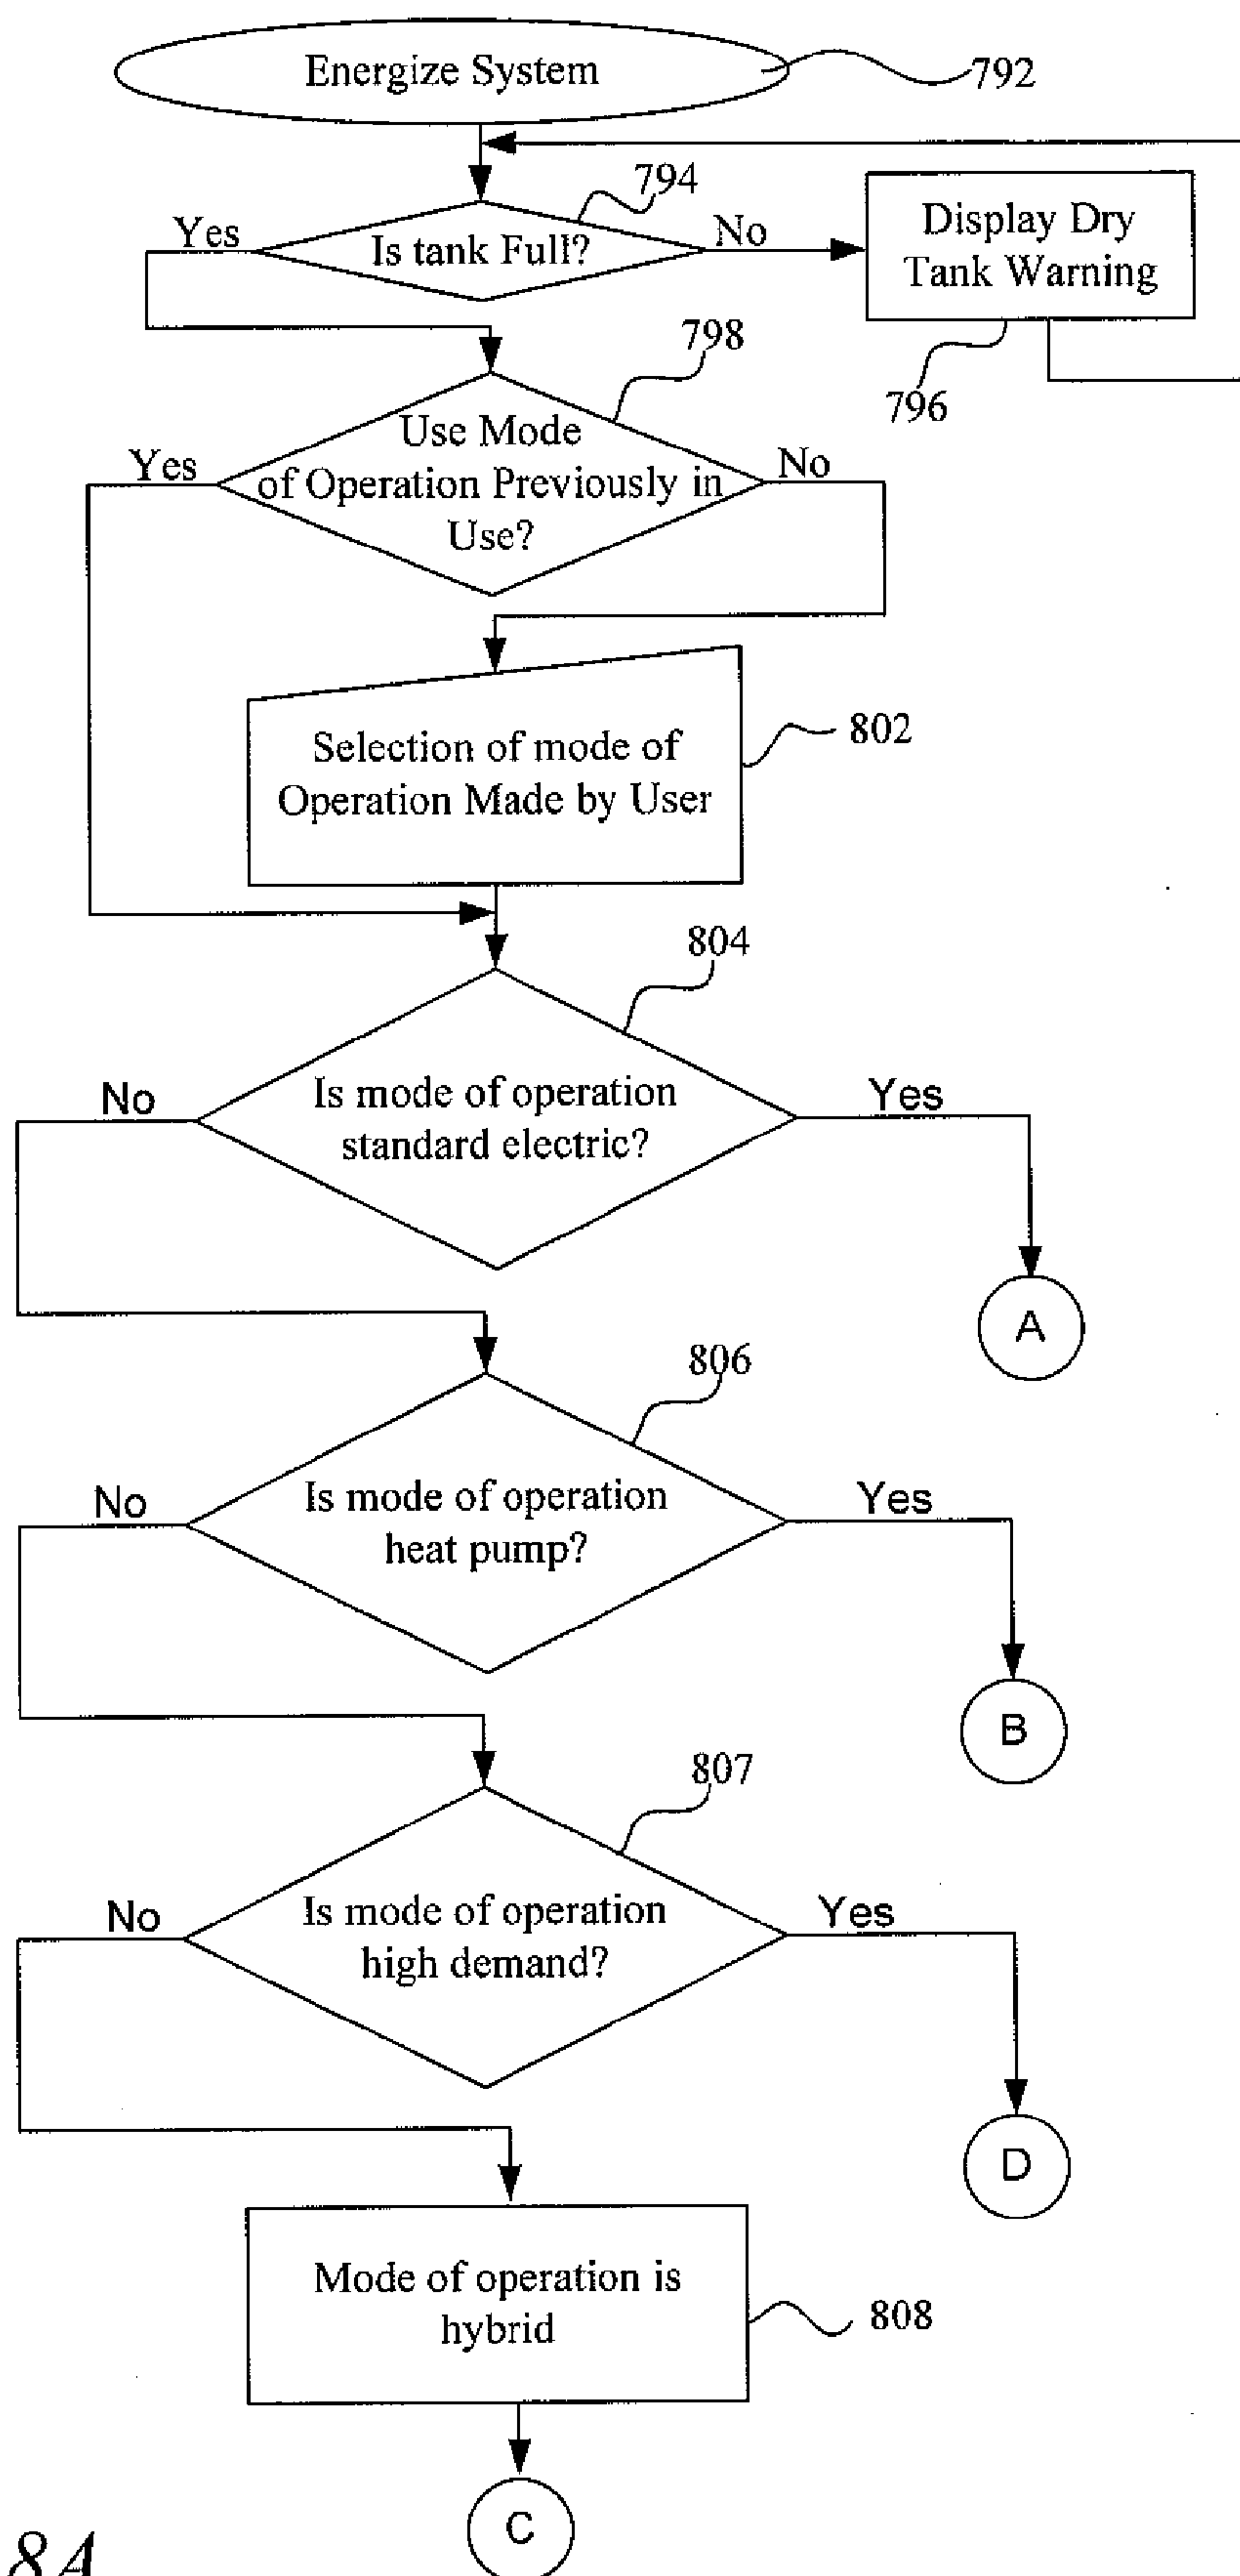 Energize System
792
794
Yes
Is tank Full?
No
Display Dry
Tank Warning
796
798
Use Mode
Yes
of Operation Previously in
No
Use?
Selection of mode of
Operation Made by User
802
804
No
Is mode of operation
standard electric?
Yes
A
806
No
Is mode of operation
heat pump?
Yes
B
807
No
Is mode of operation
high demand?
Yes
D
Mode of operation is
hybrid
808
C
8A